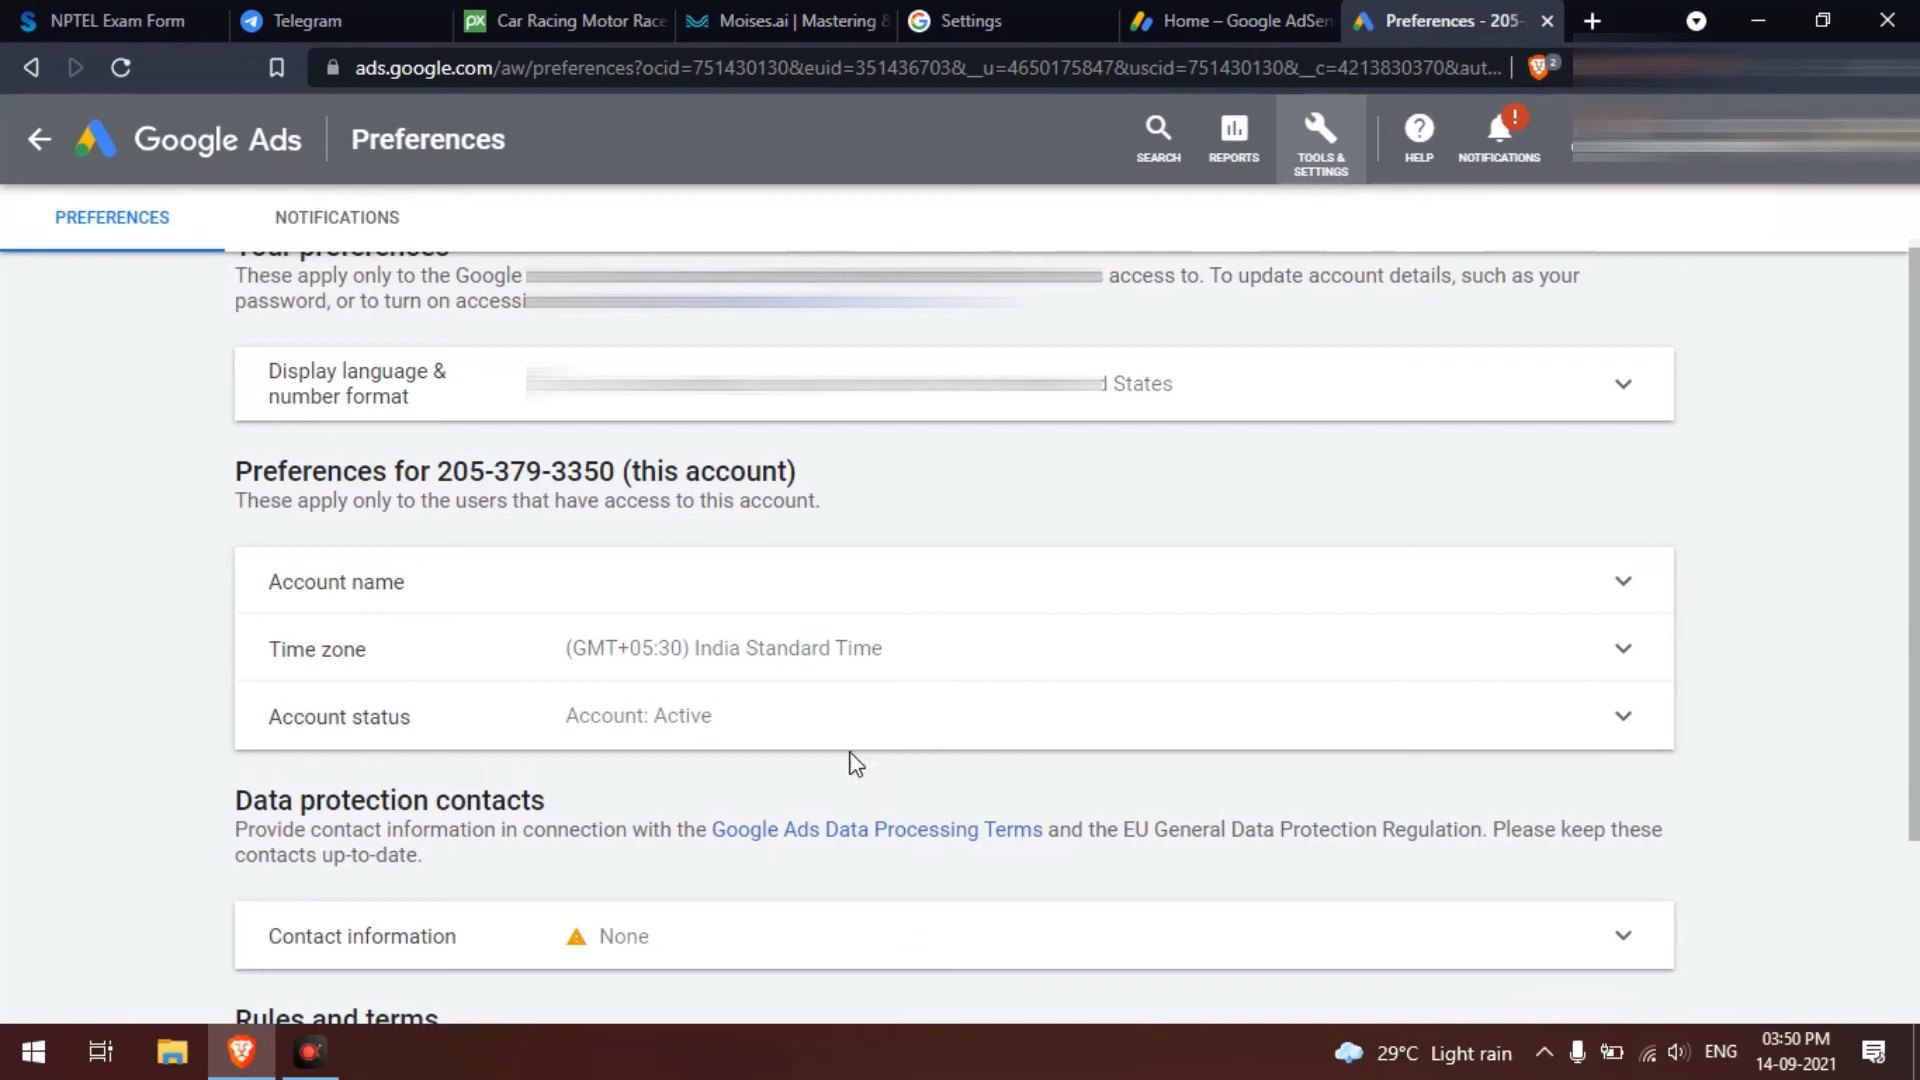 NPTEL Exam Form
Telegram
Car Racing Motor Race
Moises.ai | Mastering &
Settings
Home – Google AdSen
Preferences - 205-
ads.google.com/aw/preferences?ocid=751430130&euid=351436703&__u=4650175847&uscid=751430130&__c=4213830370&aut...
2
Google Ads
Preferences
SEARCH
REPORTS
TOOLS &
SETTINGS
HELP
!
NOTIFICATIONS
PREFERENCES
NOTIFICATIONS
Your preferences
These apply only to the Google access to. To update account details, such as your
password, or to turn on accessi
Display language &
number format
States
Preferences for 205-379-3350 (this account)
These apply only to the users that have access to this account.
Account name
Time zone
(GMT+05:30) India Standard Time
Account status
Account: Active
Data protection contacts
Provide contact information in connection with the Google Ads Data Processing Terms and the EU General Data Protection Regulation. Please keep these
contacts up-to-date.
Contact information
None
Rules and terms
29°C Light rain
ENG
03:50 PM
14-09-2021